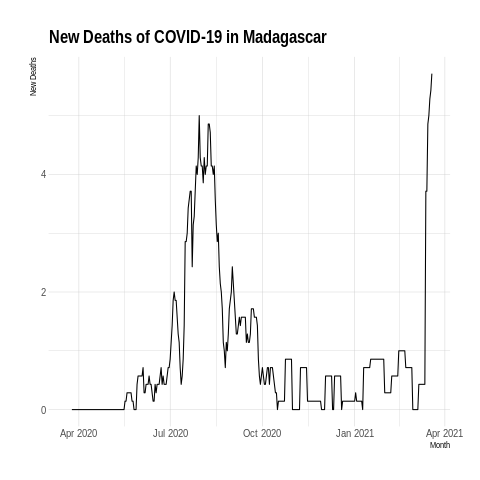 New Deaths of COVID-19 in Madagascar
New Deaths
4
2
0
Apr 2020 Jul 2020 Oct 2020 Jan 2021 Apr 2021
Month